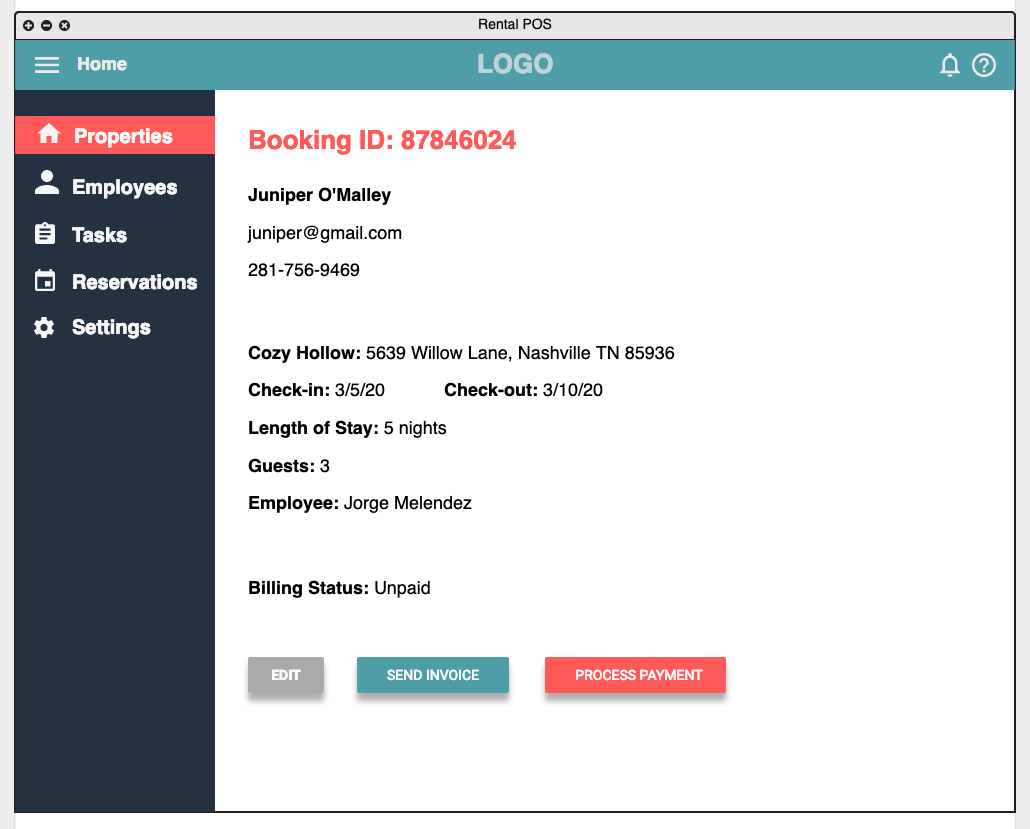 Rental POS
Home
LOGO
Properties
Employees
Tasks
Reservations
Settings
Booking ID: 87846024
Juniper O'Malley
juniper@gmail.com
281-756-9469
Cozy Hollow: 5639 Willow Lane, Nashville TN 85936
Check-in: 3/5/20 Check-out: 3/10/20
Length of Stay: 5 nights
Guests: 3
Employee: Jorge Melendez
Billing Status: Unpaid
EDIT SEND INVOICE PROCESS PAYMENT